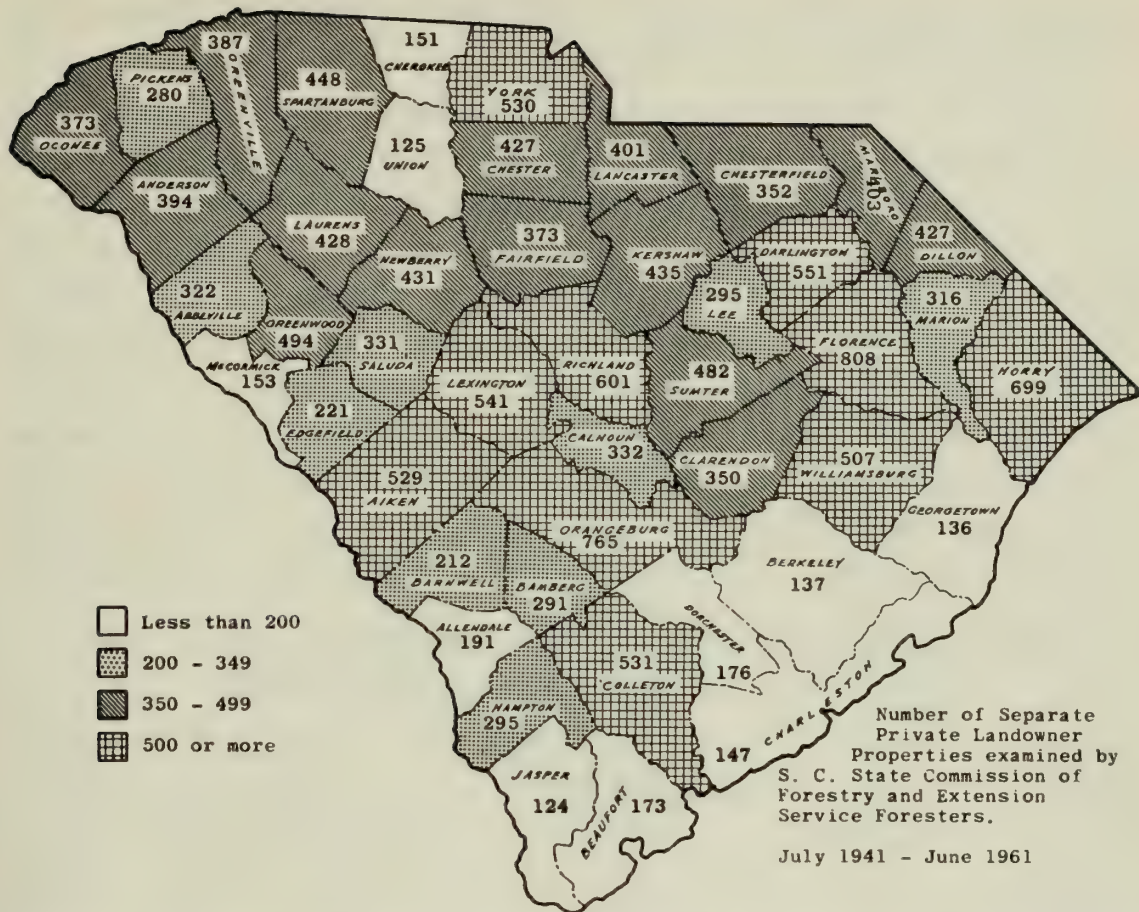 387
GREENVILLE
PICKENS
280
448
SPARTANBURG
151
CHEROKEE
YORK
530
373
OCONEE
125
UNION
427
CHESTER
401
LANCASTER
CHESTERFIELD
352
MARLBORO
403
ANDERSON
394
LAURENS
428
NEWBERRY
431
373
FAIRFIELD
KERSHAW
435
DARLINGTON
551
427
DILLON
322
ABBEVILLE
GREENWOOD
494
331
SALUDA
295
LEE
316
MARION
McCORMICK
153
LEXINGTON
541
RICHLAND
601
482
SUMTER
FLORENCE
808
HORRY
699
221
EDGEFIELD
CALHOUN
332
CLARENDON
350
507
WILLIAMSBURG
529
AIKEN
ORANGEBURG
765
GEORGETOWN
136
212
BARNWELL
BAMBERG
291
BERKELEY
137
ALLENDALE
191
DORCHESTER
176
531
COLLETON
HAMPTON
295
147
CHARLESTON
JASPER
124
BEAUFORT
173
Less than 200
200 - 349
350 - 499
500 or more
Number of Separate
Private Landowner
Properties examined by
S. C. State Commission of
Forestry and Extension
Service Foresters.
July 1941 - June 1961